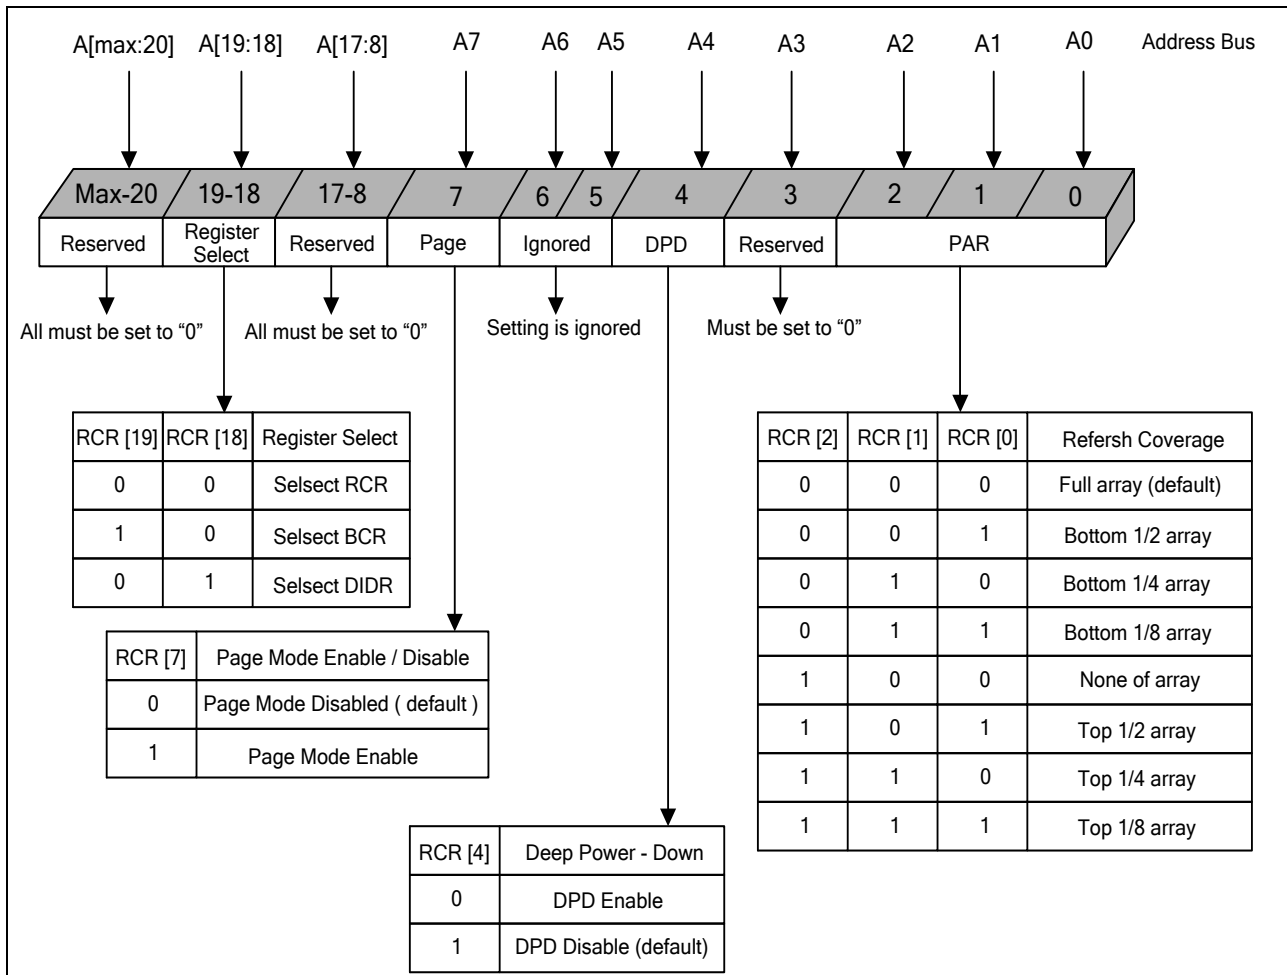 A[max:20] A[19:18] A[17:8] A7 A6 A5 A4 A3 A2 A1 A0 Address Bus
Max-20 19-18 17-8 7 6 5 4 3 2 1 0
Reserved Register Select Reserved Page Ignored DPD Reserved PAR
All must be set to “0” All must be set to “0” Setting is ignored Must be set to “0”
RCR [19] RCR [18] Register Select
0 0 Selsect RCR
1 0 Selsect BCR
0 1 Selsect DIDR
RCR [7] Page Mode Enable / Disable
0 Page Mode Disabled ( default )
1 Page Mode Enable
RCR [4] Deep Power - Down
0 DPD Enable
1 DPD Disable (default)
RCR [2] RCR [1] RCR [0] Refersh Coverage
0 0 0 Full array (default)
0 0 1 Bottom 1/2 array
0 1 0 Bottom 1/4 array
0 1 1 Bottom 1/8 array
1 0 0 None of array
1 0 1 Top 1/2 array
1 1 0 Top 1/4 array
1 1 1 Top 1/8 array